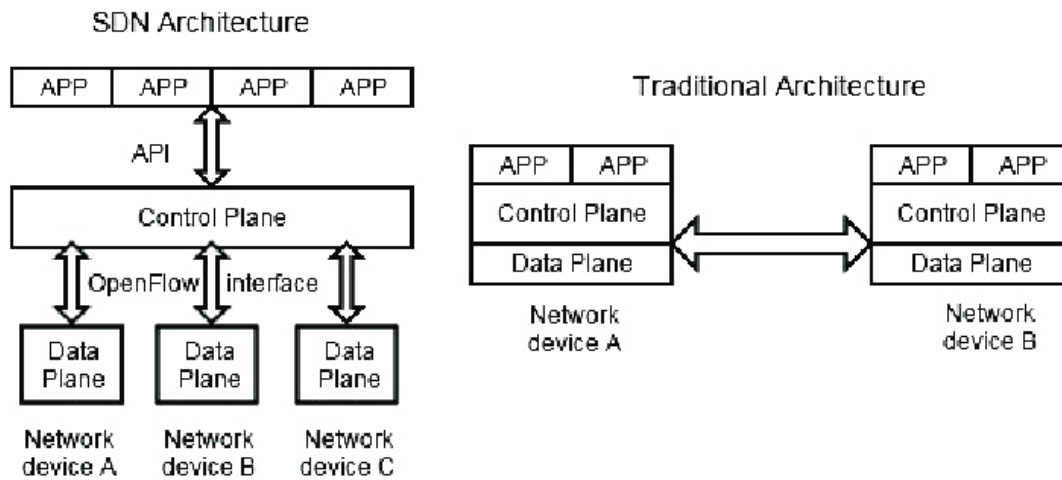 SDN Architecture
APP APP APP APP
API
Control Plane
OpenFlow interface
Data Plane
Data Plane
Data Plane
Network device A
Network device B
Network device C
Traditional Architecture
APP APP
Control Plane
Data Plane
Network device A
APP APP
Control Plane
Data Plane
Network device B